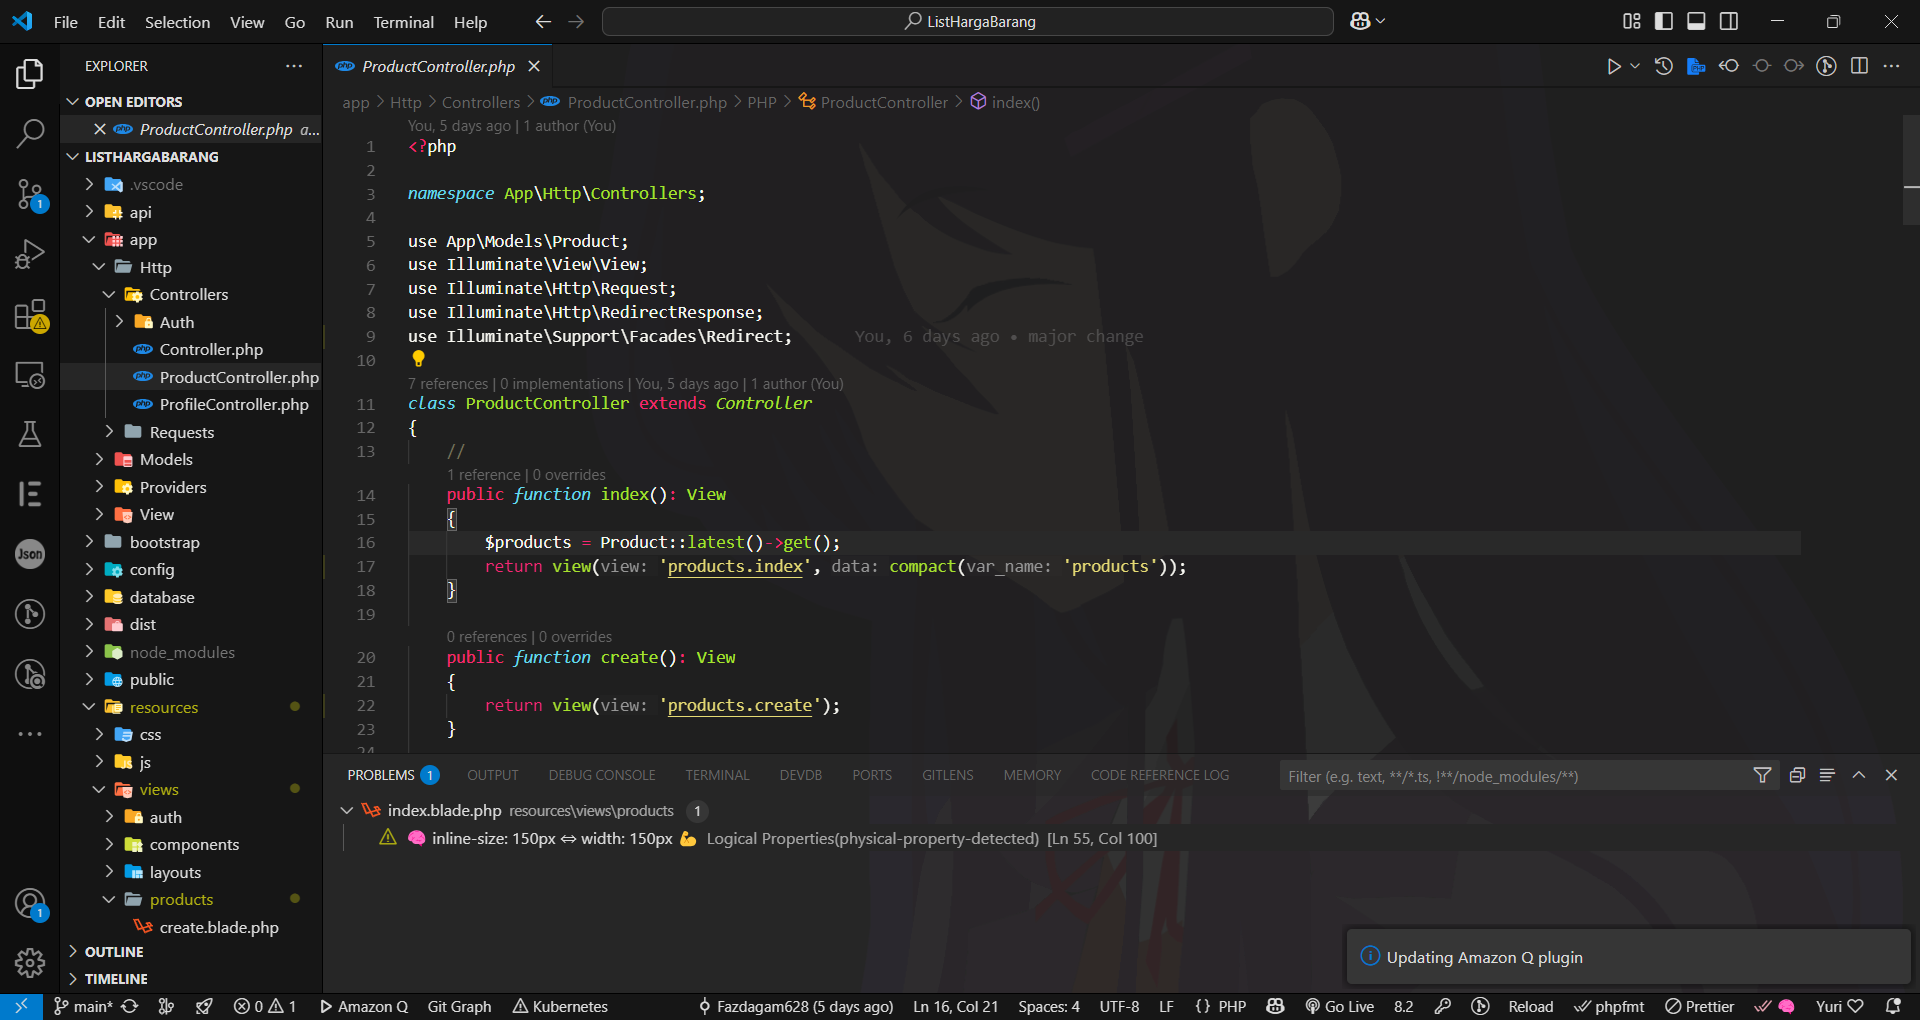 File Edit Selection View Go Run Terminal Help
ListHargaBarang
EXPLORER
OPEN EDITORS
ProductController.php a...
LISTHARGABARANG
.vscode
api
app
Http
Controllers
Auth
Controller.php
ProductController.php
ProfileController.php
Requests
Models
Providers
View
bootstrap
config
database
dist
node_modules
public
resources
css
js
views
auth
components
layouts
products
create.blade.php
OUTLINE
TIMELINE
ProductController.php
app > Http > Controllers > ProductController.php > PHP > ProductController > index()
You, 5 days ago | 1 author (You)
1 <?php
2
3 namespace App\Http\Controllers;
4
5 use App\Models\Product;
6 use Illuminate\View\View;
7 use Illuminate\Http\Request;
8 use Illuminate\Http\RedirectResponse;
9 use Illuminate\Support\Facades\Redirect; You, 6 days ago • major change
10
7 references | 0 implementations | You, 5 days ago | 1 author (You)
11 class ProductController extends Controller
12 {
13 //
1 reference | 0 overrides
14 public function index(): View
15 {
16 $products = Product::latest()->get();
17 return view(view: 'products.index', data: compact(var_name: 'products'));
18 }
19
0 references | 0 overrides
20 public function create(): View
21 {
22 return view(view: 'products.create');
23 }
24
PROBLEMS 1 OUTPUT DEBUG CONSOLE TERMINAL DEVDB PORTS GITLENS MEMORY CODE REFERENCE LOG
Filter (e.g. text, **/*.ts, !**/node_modules/**)
index.blade.php resources\views\products 1
⚠ 🧠 inline-size: 150px ⇔ width: 150px 💪 Logical Properties(physical-property-detected) [Ln 55, Col 100]
Updating Amazon Q plugin
main* 0 1 Amazon Q Git Graph Kubernetes Fazdagam628 (5 days ago) Ln 16, Col 21 Spaces: 4 UTF-8 LF {} PHP Go Live 8.2 Reload phpfmt Prettier Yuri ♡